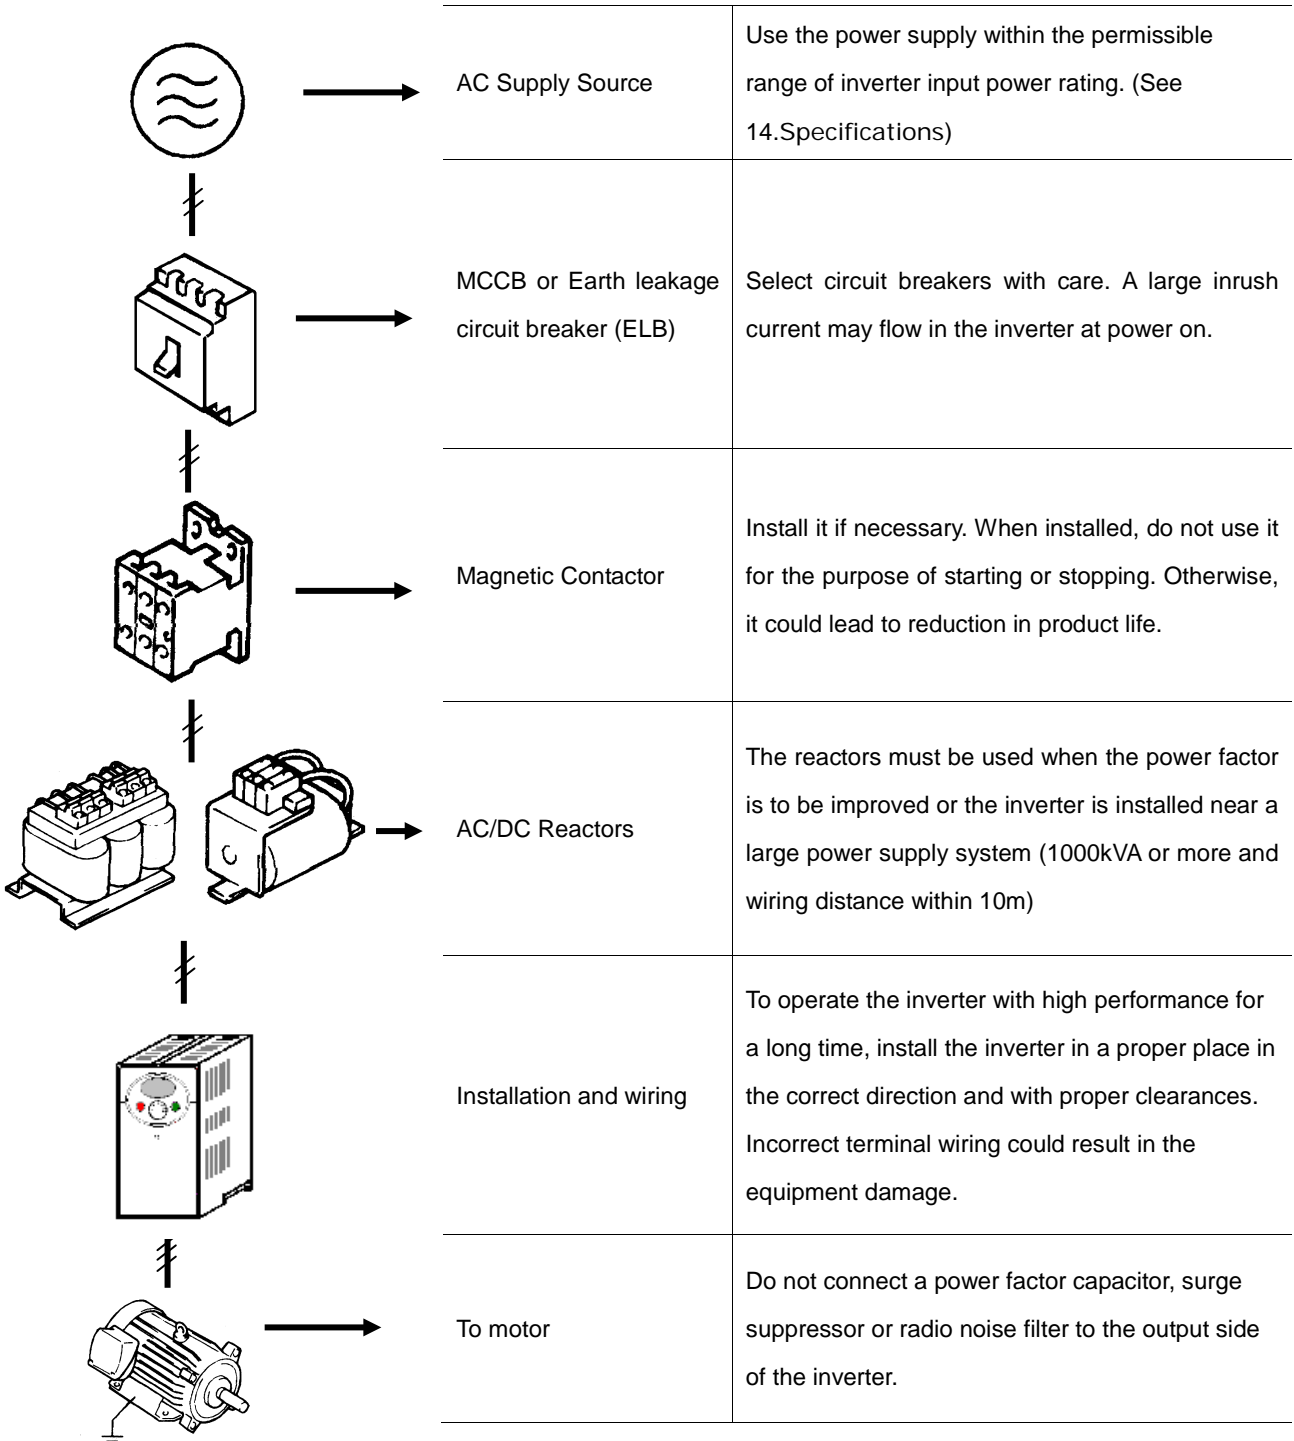 AC Supply Source
Use the power supply within the permissible
range of inverter input power rating. (See
14.Specifications)
MCCB or Earth leakage
circuit breaker (ELB)
Select circuit breakers with care. A large inrush
current may flow in the inverter at power on.
Magnetic Contactor
Install it if necessary. When installed, do not use it
for the purpose of starting or stopping. Otherwise,
it could lead to reduction in product life.
AC/DC Reactors
The reactors must be used when the power factor
is to be improved or the inverter is installed near a
large power supply system (1000kVA or more and
wiring distance within 10m)
Installation and wiring
To operate the inverter with high performance for
a long time, install the inverter in a proper place in
the correct direction and with proper clearances.
Incorrect terminal wiring could result in the
equipment damage.
To motor
Do not connect a power factor capacitor, surge
suppressor or radio noise filter to the output side
of the inverter.